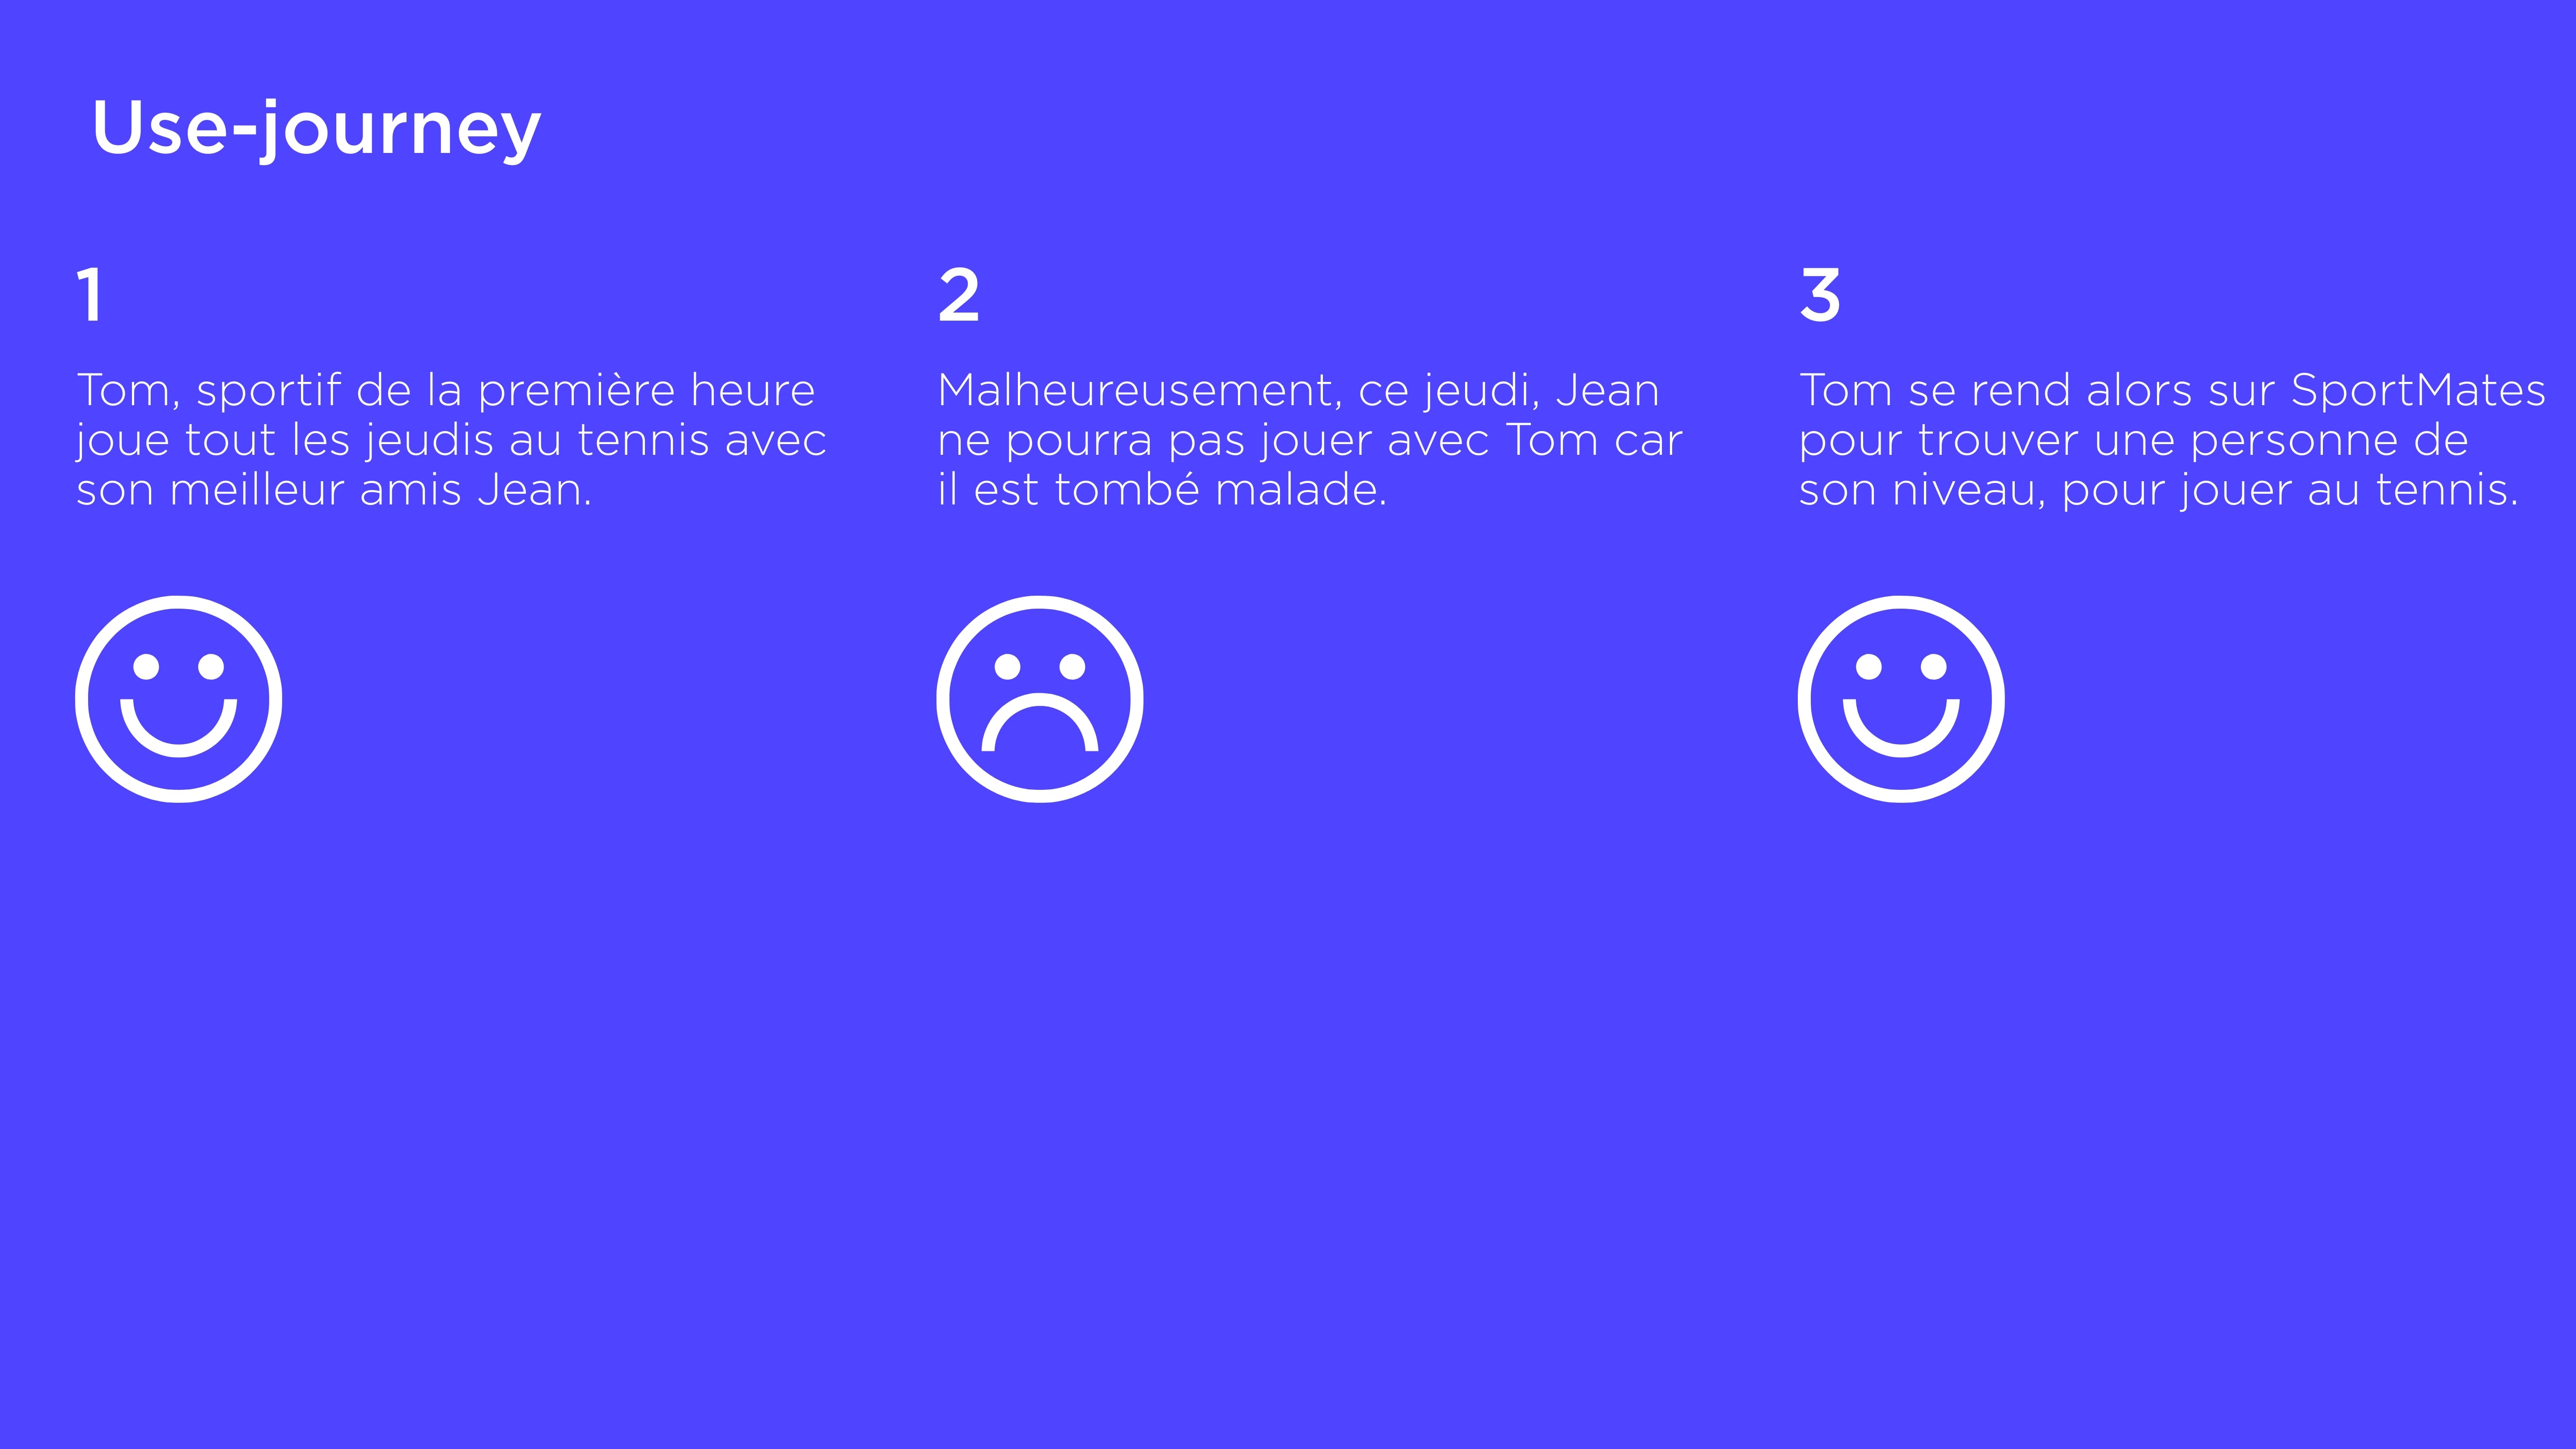 Use-journey
1
Tom, sportif de la première heure
joue tout les jeudis au tennis avec
son meilleur amis Jean.
2
Malheureusement, ce jeudi, Jean
ne pourra pas jouer avec Tom car
il est tombé malade.
3
Tom se rend alors sur SportMates
pour trouver une personne de
son niveau, pour jouer au tennis.